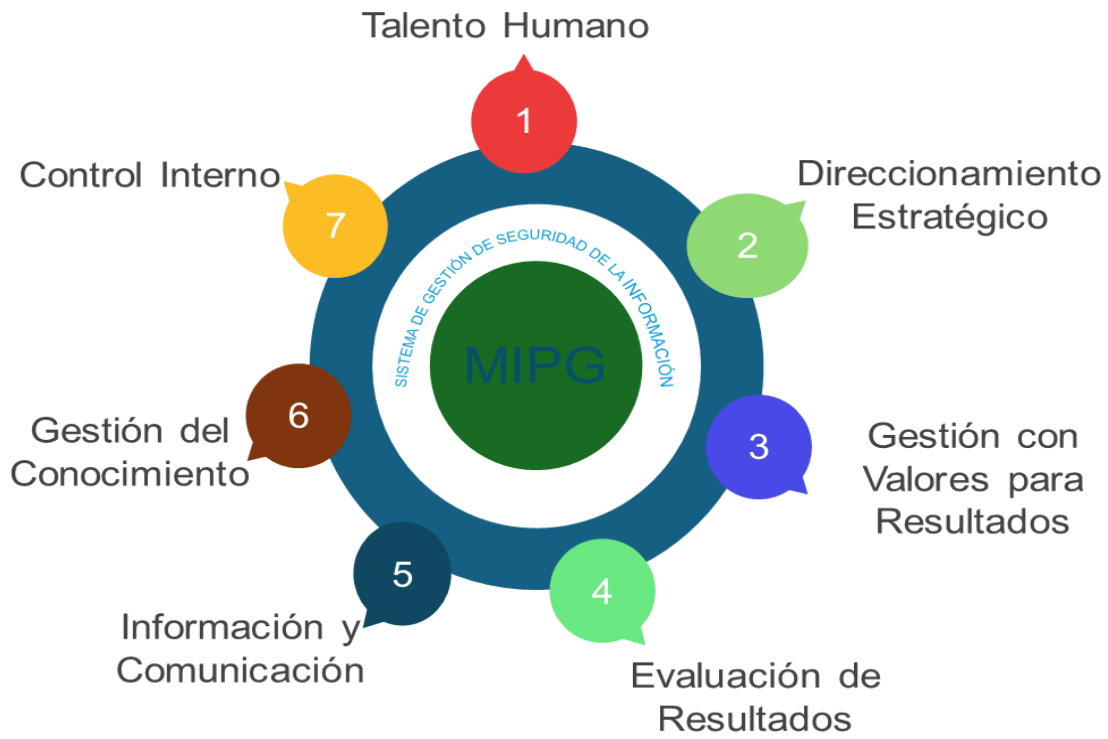 Talento Humano
1
Direccionamiento
Estratégico
2
Gestión con
Valores para
Resultados
3
Evaluación de
Resultados
4
Información y
Comunicación
5
Gestión del
Conocimiento
6
Control Interno
7
SISTEMA DE GESTIÓN DE SEGURIDAD DE LA INFORMACIÓN
MIPG